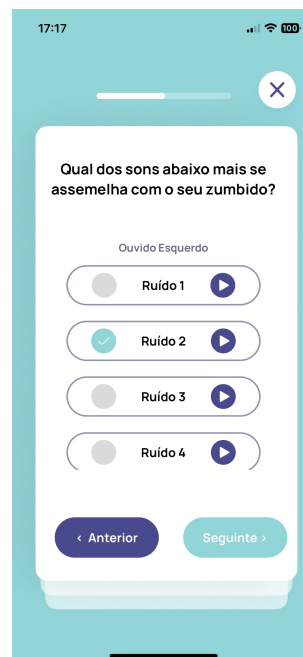 17:17
100
Qual dos sons abaixo mais se
assemelha com o seu zumbido?
Ouvido Esquerdo
Ruído 1
Ruído 2
Ruído 3
Ruído 4
‹ Anterior
Seguinte ›